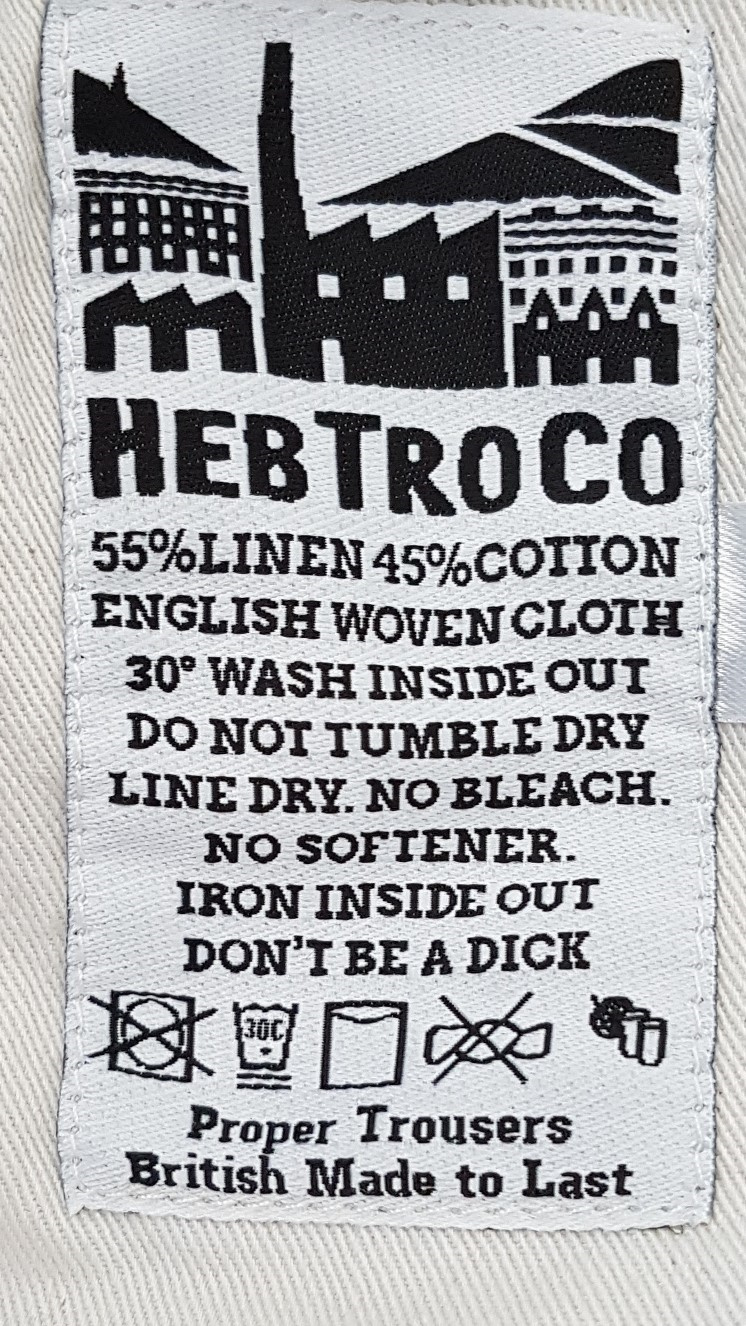 HEBTROCO
55% LINEN 45% COTTON
ENGLISH WOVEN CLOTH
30° WASH INSIDE OUT
DO NOT TUMBLE DRY
LINE DRY. NO BLEACH.
NO SOFTENER.
IRON INSIDE OUT
DON'T BE A DICK
30C
Proper Trousers
British Made to Last